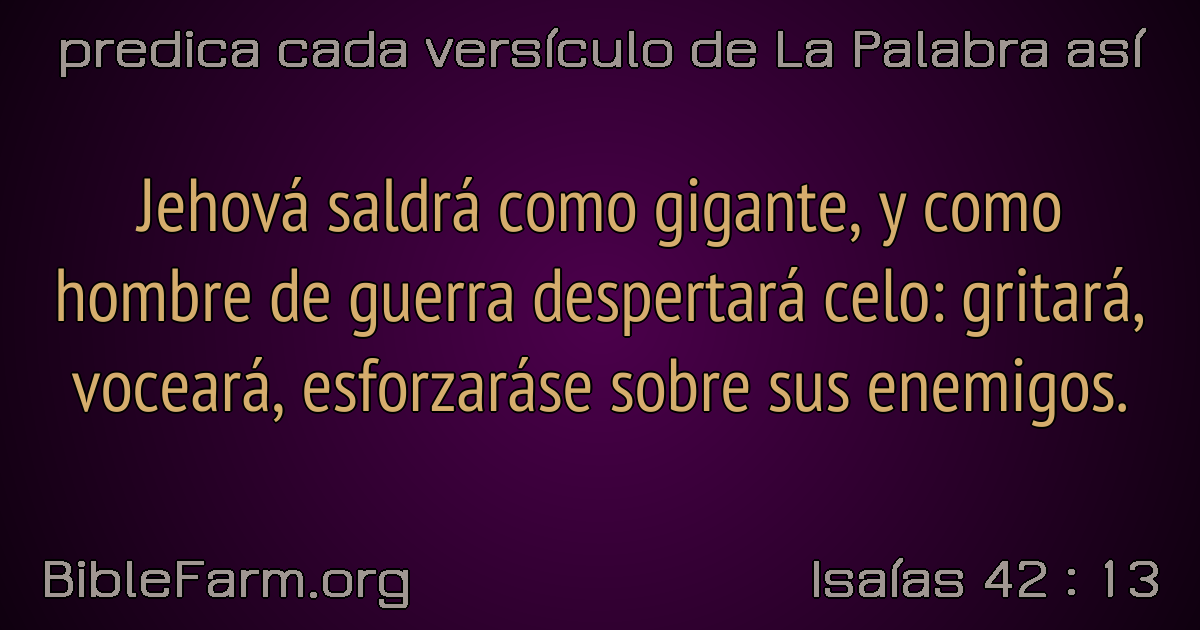 predica cada versículo de La Palabra así
Jehová saldrá como gigante, y como
hombre de guerra despertará celo: gritará,
voceará, esforzaráse sobre sus enemigos.
BibleFarm.org
Isaías 42 : 13